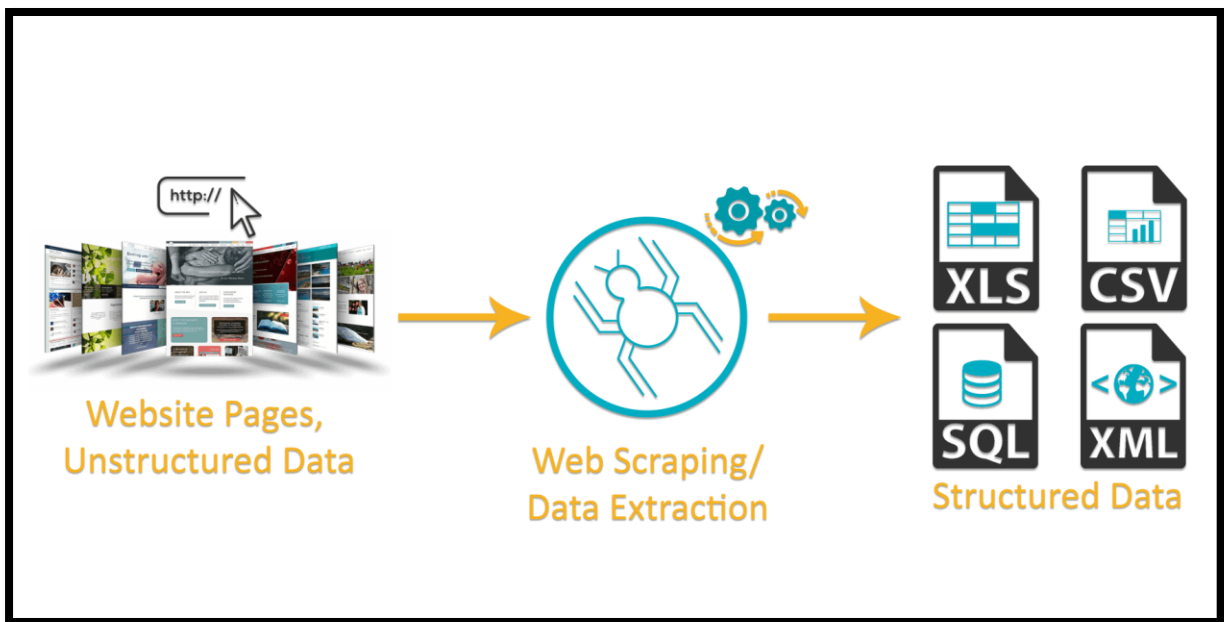 http://
Website Pages,
Unstructured Data
Web Scraping/
Data Extraction
XLS
CSV
SQL
< >
XML
Structured Data